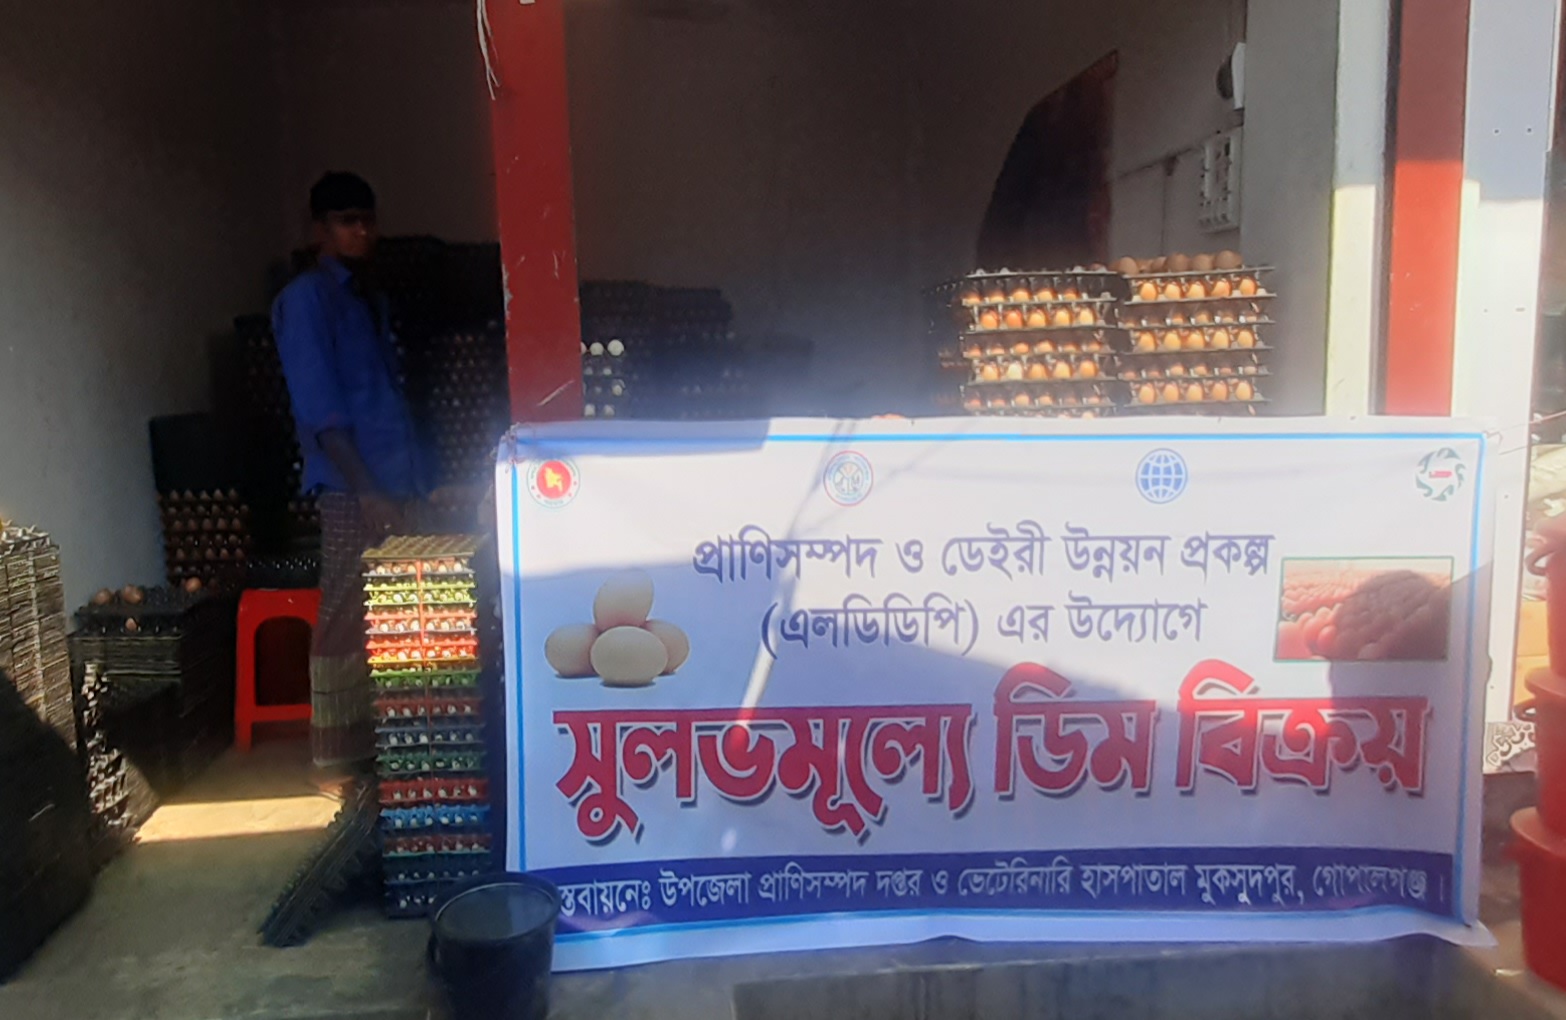 প্রাণিসম্পদ ও ডেইরী উন্নয়ন প্রকল্প
(এলডিডিপি) এর উদ্যোগে
সুলভমূল্যে ডিম বিক্রয়
স্তবায়নেঃ উপজেলা প্রাণিসম্পদ দপ্তর ও ভেটেরিনারি হাসপাতাল মুকসুদপুর, গোপালগঞ্জ।